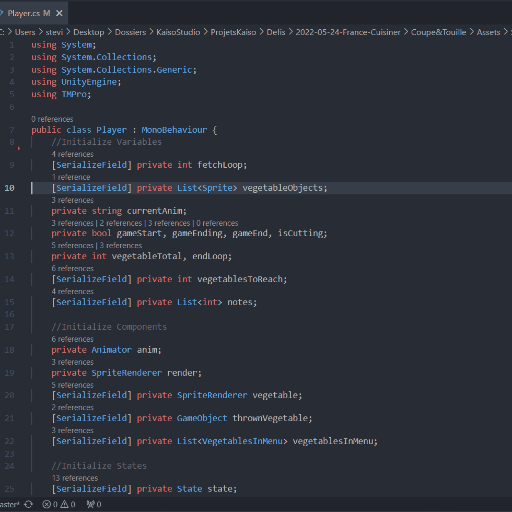 Player.cs M
C: > Users > stevi > Desktop > Dossiers > KaisoStudio > ProjetsKaiso > Delis > 2022-05-24-France-Cuisiner > Coupe&Touille > Assets >
1 using System;
2 using System.Collections;
3 using System.Collections.Generic;
4 using UnityEngine;
5 using TMPro;
6
0 references
7 public class Player : MonoBehaviour {
8 //Initialize Variables
4 references
9 [SerializeField] private int fetchLoop;
1 reference
10 [SerializeField] private List<Sprite> vegetableObjects;
3 references
11 private string currentAnim;
3 references | 2 references | 3 references | 0 references
12 private bool gameStart, gameEnding, gameEnd, isCutting;
5 references | 3 references
13 private int vegetableTotal, endLoop;
6 references
14 [SerializeField] private int vegetablesToReach;
4 references
15 [SerializeField] private List<int> notes;
16
17 //Initialize Components
6 references
18 private Animator anim;
3 references
19 private SpriteRenderer render;
5 references
20 [SerializeField] private SpriteRenderer vegetable;
2 references
21 [SerializeField] private GameObject thrownVegetable;
3 references
22 [SerializeField] private List<VegetablesInMenu> vegetablesInMenu;
23
24 //Initialize States
13 references
25 [SerializeField] private State state;
aster* 0 0 0